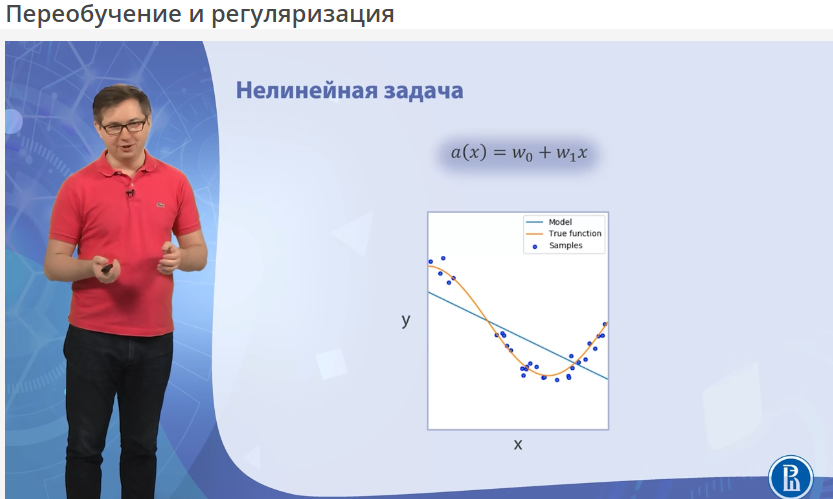 Переобучение и регуляризация
Нелинейная задача
a(x) = w₀ + w₁x
Model
True function
Samples
y
x